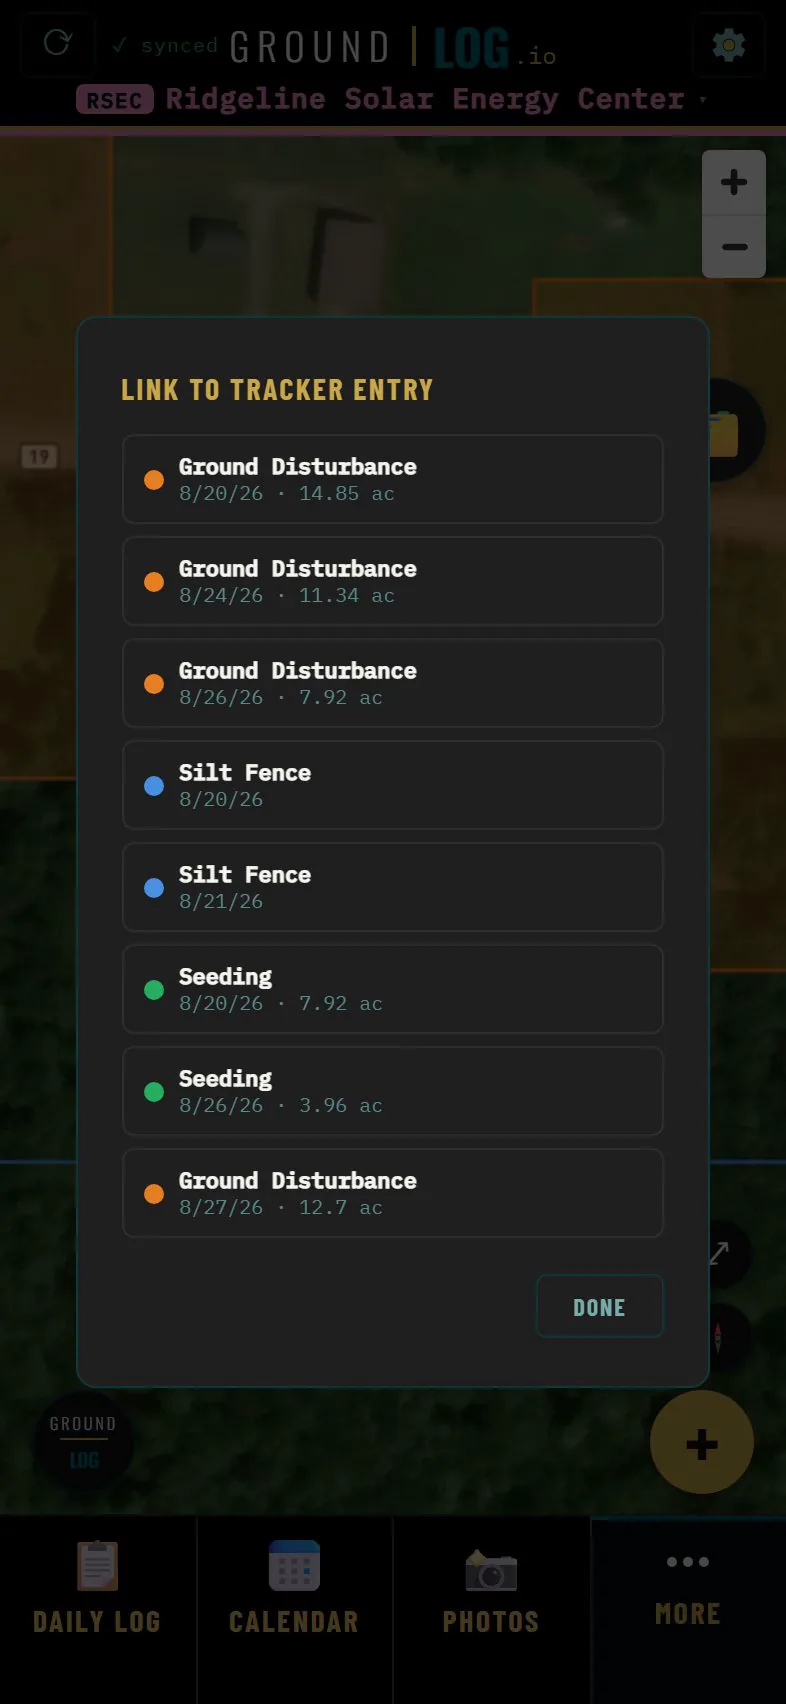 ✓ synced GROUND | LOG.io
RSEC Ridgeline Solar Energy Center ▾
+
−
19
LINK TO TRACKER ENTRY
Ground Disturbance
8/20/26 · 14.85 ac
Ground Disturbance
8/24/26 · 11.34 ac
Ground Disturbance
8/26/26 · 7.92 ac
Silt Fence
8/20/26
Silt Fence
8/21/26
Seeding
8/20/26 · 7.92 ac
Seeding
8/26/26 · 3.96 ac
Ground Disturbance
8/27/26 · 12.7 ac
DONE
GROUND
LOG
+
DAILY LOG
CALENDAR
PHOTOS
MORE